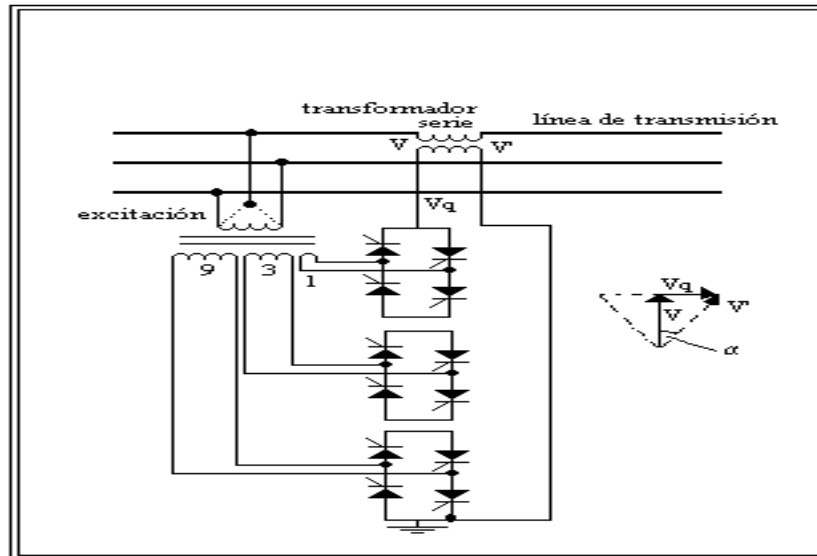 transformador
serie
línea de transmisión
V V'
excitación
Vq
9 3 1
Vq
V V'
α